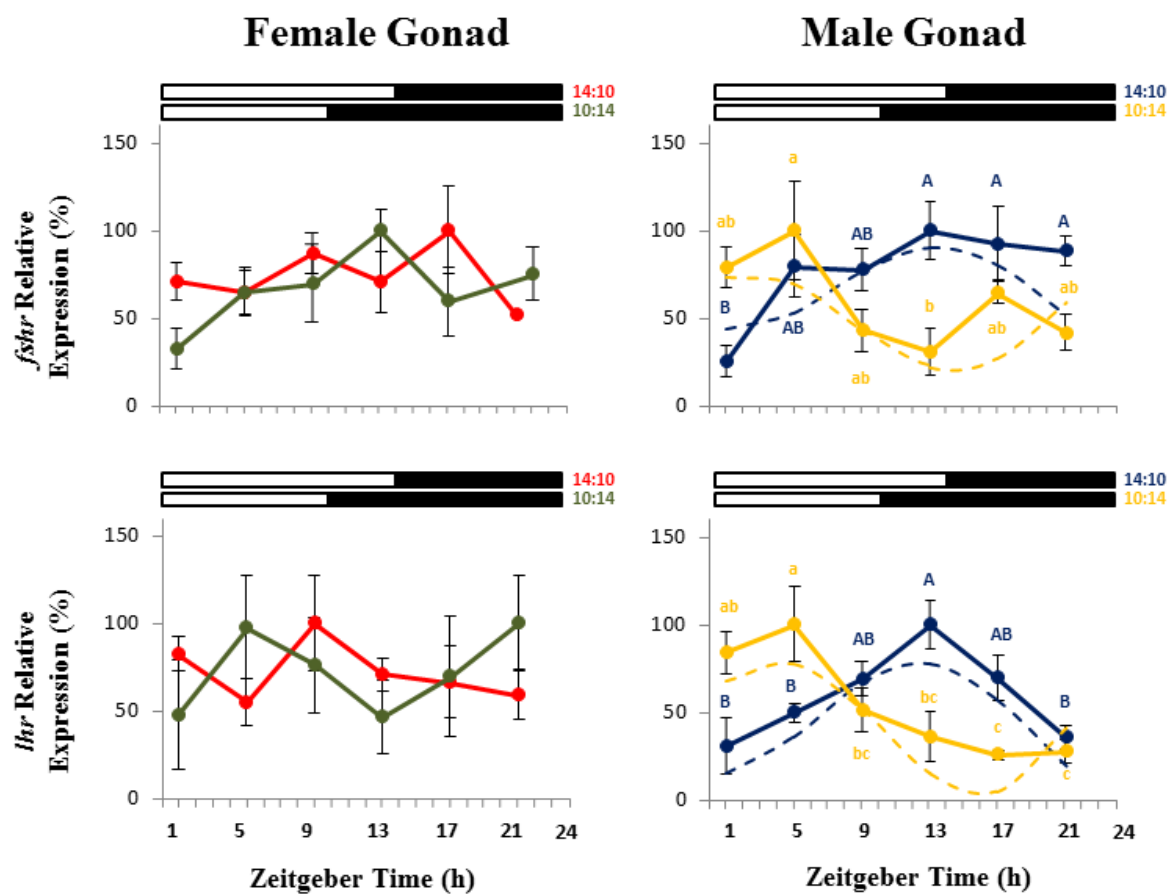 Female Gonad
Male Gonad
14:10
10:14
14:10
10:14
fshr Relative
Expression (%)
150
100
50
0
150
100
50
0
ab
a
ab
b
ab
ab
B
AB
AB
A
A
A
14:10
10:14
14:10
10:14
lhr Relative
Expression (%)
150
100
50
0
150
100
50
0
ab
a
bc
bc
c
c
B
B
AB
A
AB
B
1 5 9 13 17 21 24
1 5 9 13 17 21 24
Zeitgeber Time (h)
Zeitgeber Time (h)